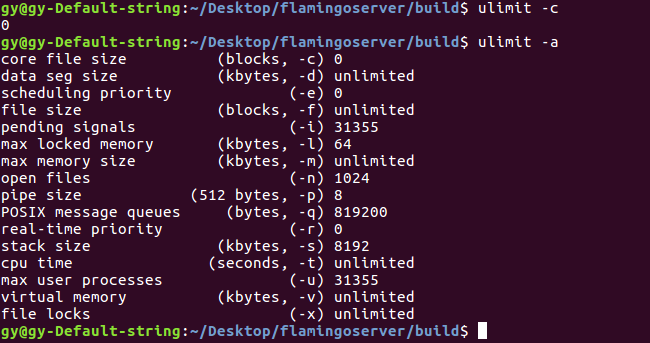 gy@gy-Default-string:~/Desktop/flamingoserver/build$ ulimit -c
0
gy@gy-Default-string:~/Desktop/flamingoserver/build$ ulimit -a
core file size          (blocks, -c) 0
data seg size           (kbytes, -d) unlimited
scheduling priority             (-e) 0
file size               (blocks, -f) unlimited
pending signals                 (-i) 31355
max locked memory       (kbytes, -l) 64
max memory size         (kbytes, -m) unlimited
open files                      (-n) 1024
pipe size            (512 bytes, -p) 8
POSIX message queues     (bytes, -q) 819200
real-time priority              (-r) 0
stack size              (kbytes, -s) 8192
cpu time               (seconds, -t) unlimited
max user processes              (-u) 31355
virtual memory          (kbytes, -v) unlimited
file locks                      (-x) unlimited
gy@gy-Default-string:~/Desktop/flamingoserver/build$